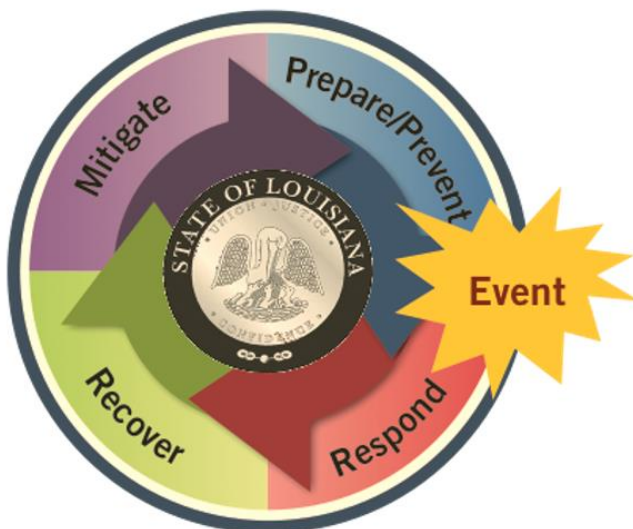 Mitigate
Prepare/Prevent
Event
Respond
Recover
STATE OF LOUISIANA
UNION • JUSTICE
CONFIDENCE